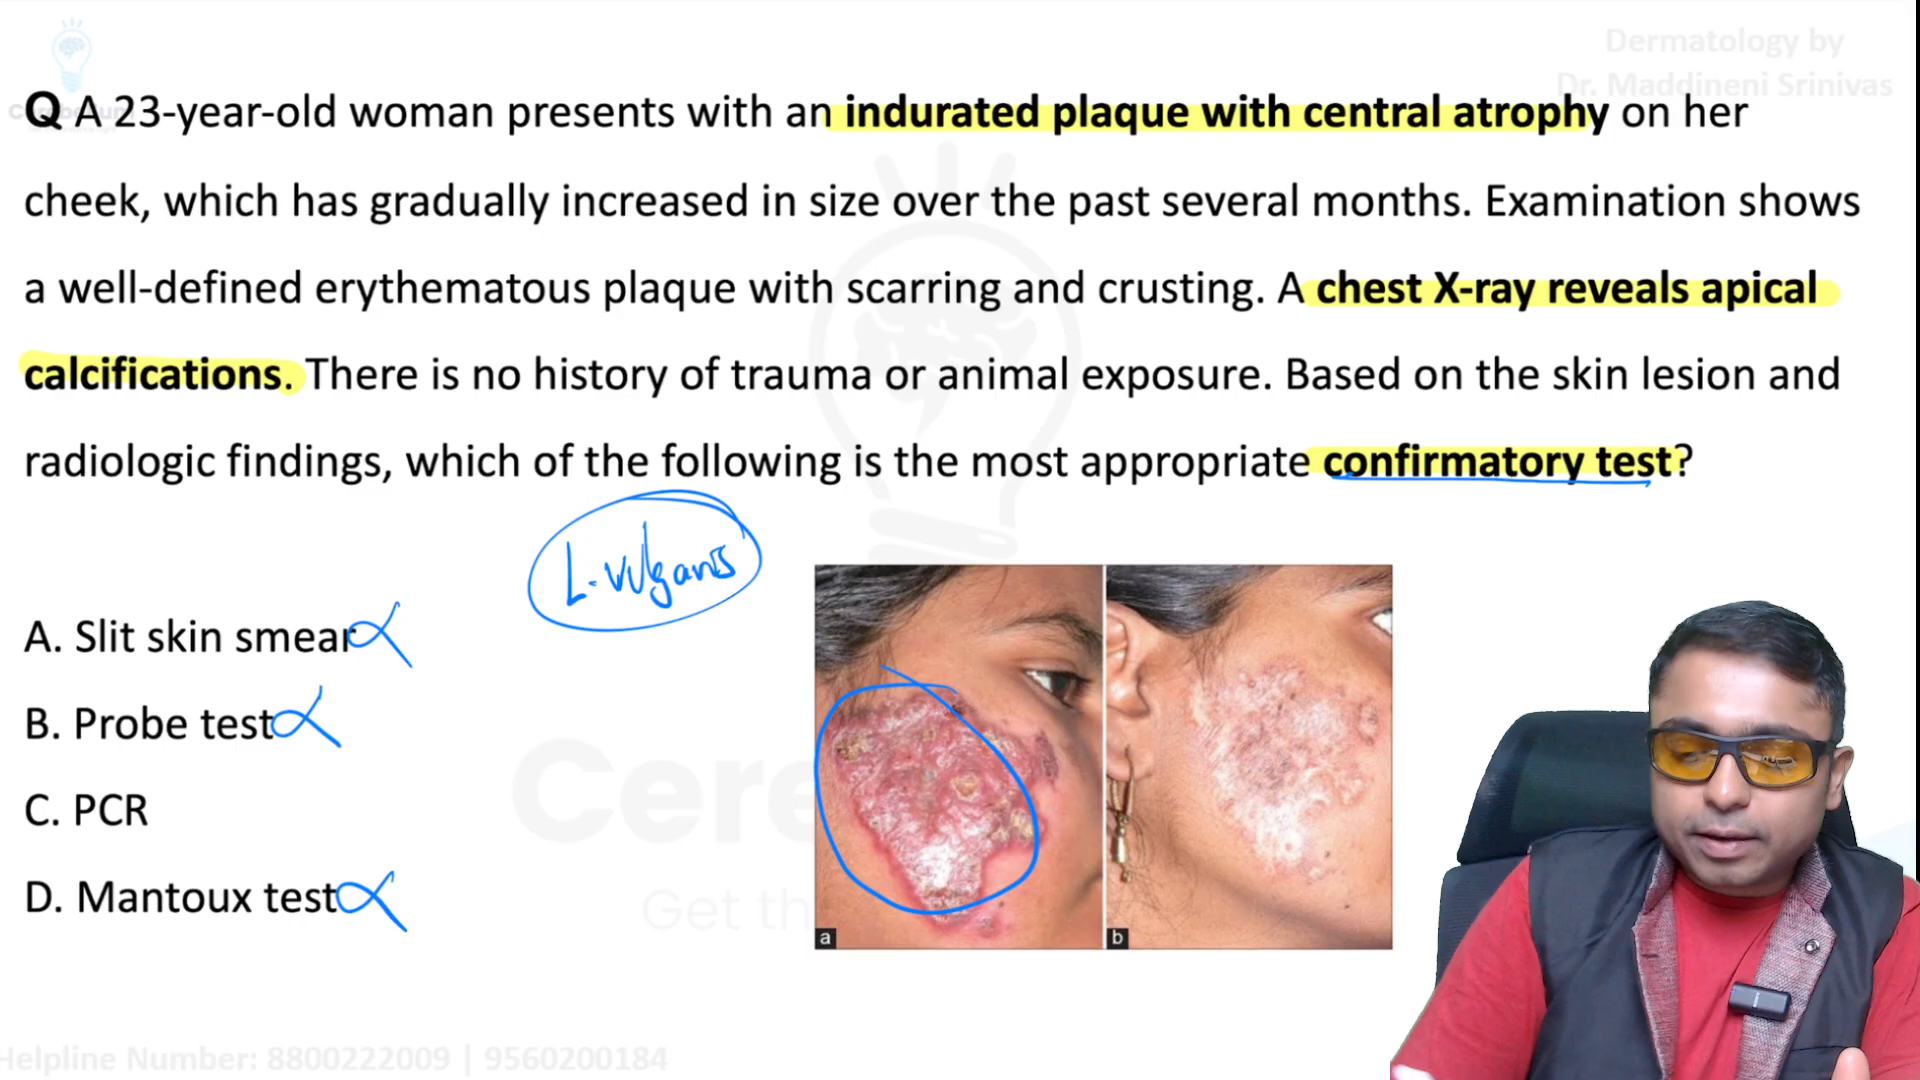 Dermatology by
Dr. Maddineni Srinivas
Q A 23-year-old woman presents with an indurated plaque with central atrophy on her
cheek, which has gradually increased in size over the past several months. Examination shows
a well-defined erythematous plaque with scarring and crusting. A chest X-ray reveals apical
calcifications. There is no history of trauma or animal exposure. Based on the skin lesion and
radiologic findings, which of the following is the most appropriate confirmatory test?
L. vulgaris
A. Slit skin smear
B. Probe test
C. PCR
D. Mantoux test
Cere
Get th
a
b
Helpline Number: 8800222009 | 9560200184